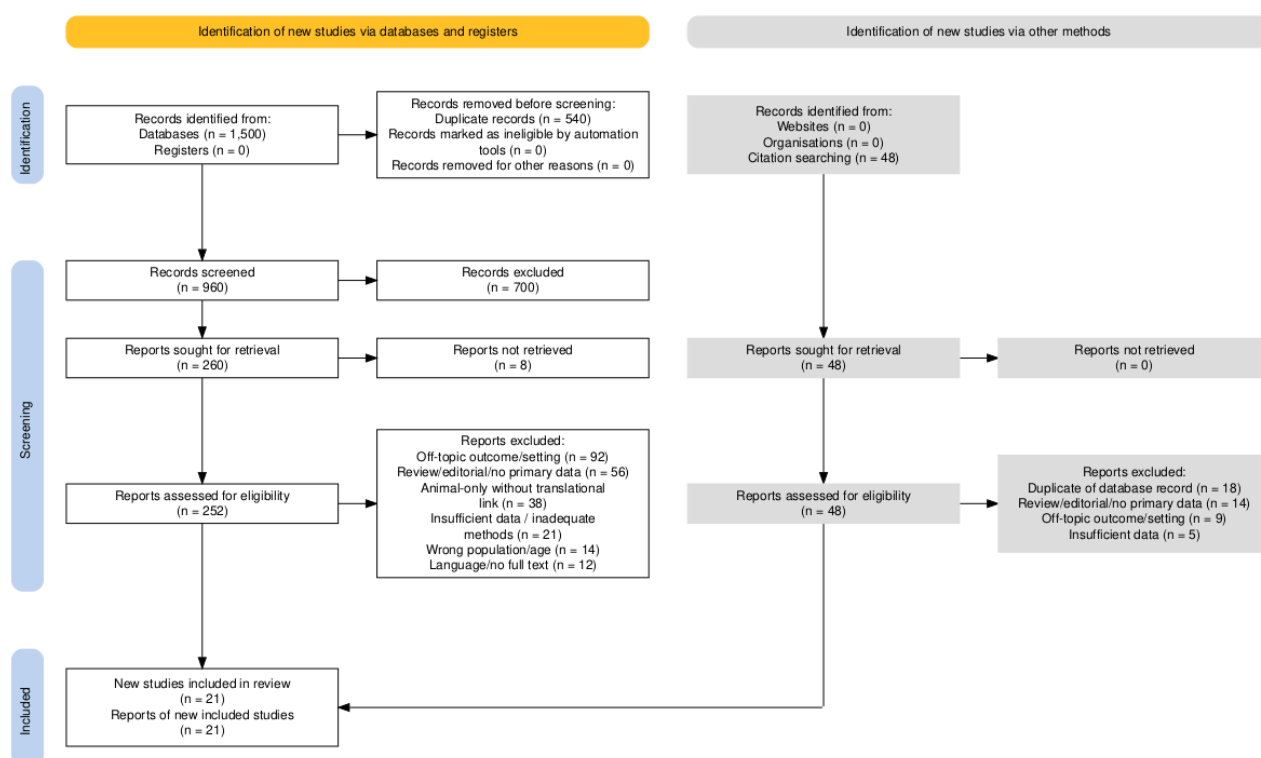 Identification of new studies via databases and registers
Identification of new studies via other methods
Identification
Records identified from:
Databases (n = 1,500)
Registers (n = 0)
Records removed before screening:
Duplicate records (n = 540)
Records marked as ineligible by automation
tools (n = 0)
Records removed for other reasons (n = 0)
Records identified from:
Websites (n = 0)
Organisations (n = 0)
Citation searching (n = 48)
Screening
Records screened
(n = 960)
Records excluded
(n = 700)
Reports sought for retrieval
(n = 260)
Reports not retrieved
(n = 8)
Reports sought for retrieval
(n = 48)
Reports not retrieved
(n = 0)
Reports assessed for eligibility
(n = 252)
Reports excluded:
Off-topic outcome/setting (n = 92)
Review/editorial/no primary data (n = 56)
Animal-only without translational
link (n = 38)
Insufficient data / inadequate
methods (n = 21)
Wrong population/age (n = 14)
Language/no full text (n = 12)
Reports assessed for eligibility
(n = 48)
Reports excluded:
Duplicate of database record (n = 18)
Review/editorial/no primary data (n = 14)
Off-topic outcome/setting (n = 9)
Insufficient data (n = 5)
Included
New studies included in review
(n = 21)
Reports of new included studies
(n = 21)